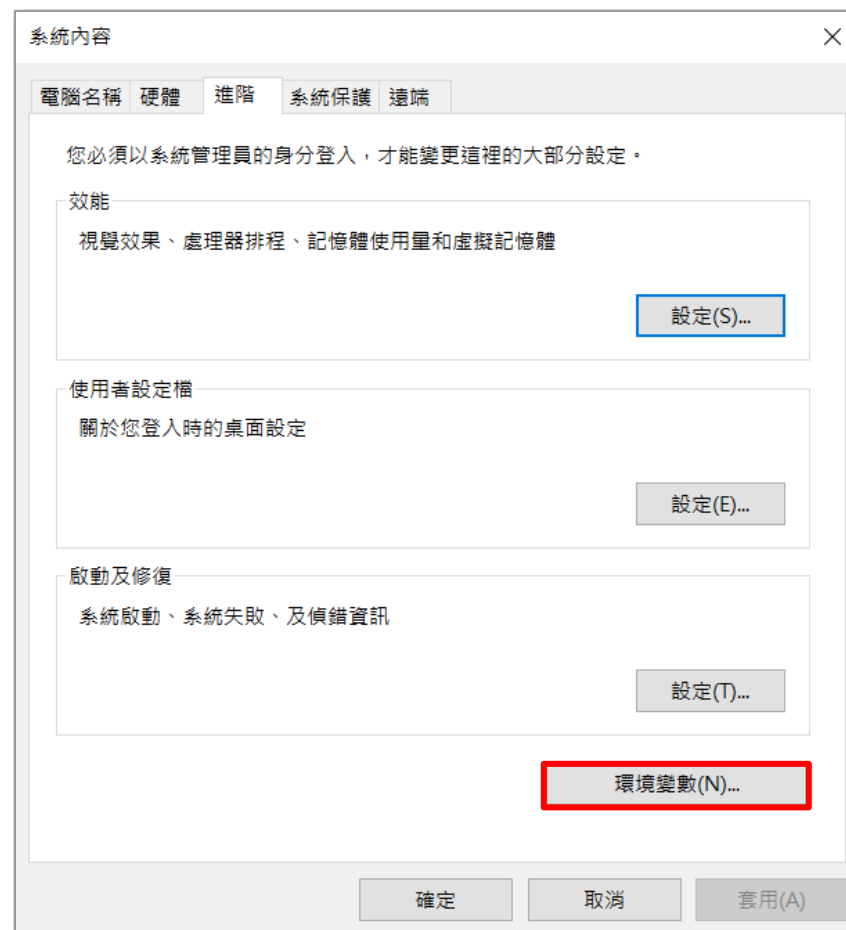 系統內容
電腦名稱 硬體 進階 系統保護 遠端
您必須以系統管理員的身分登入，才能變更這裡的大部分設定。
效能
視覺效果、處理器排程、記憶體使用量和虛擬記憶體
設定(S)...
使用者設定檔
關於您登入時的桌面設定
設定(E)...
啟動及修復
系統啟動、系統失敗、及偵錯資訊
設定(T)...
環境變數(N)...
確定 取消 套用(A)